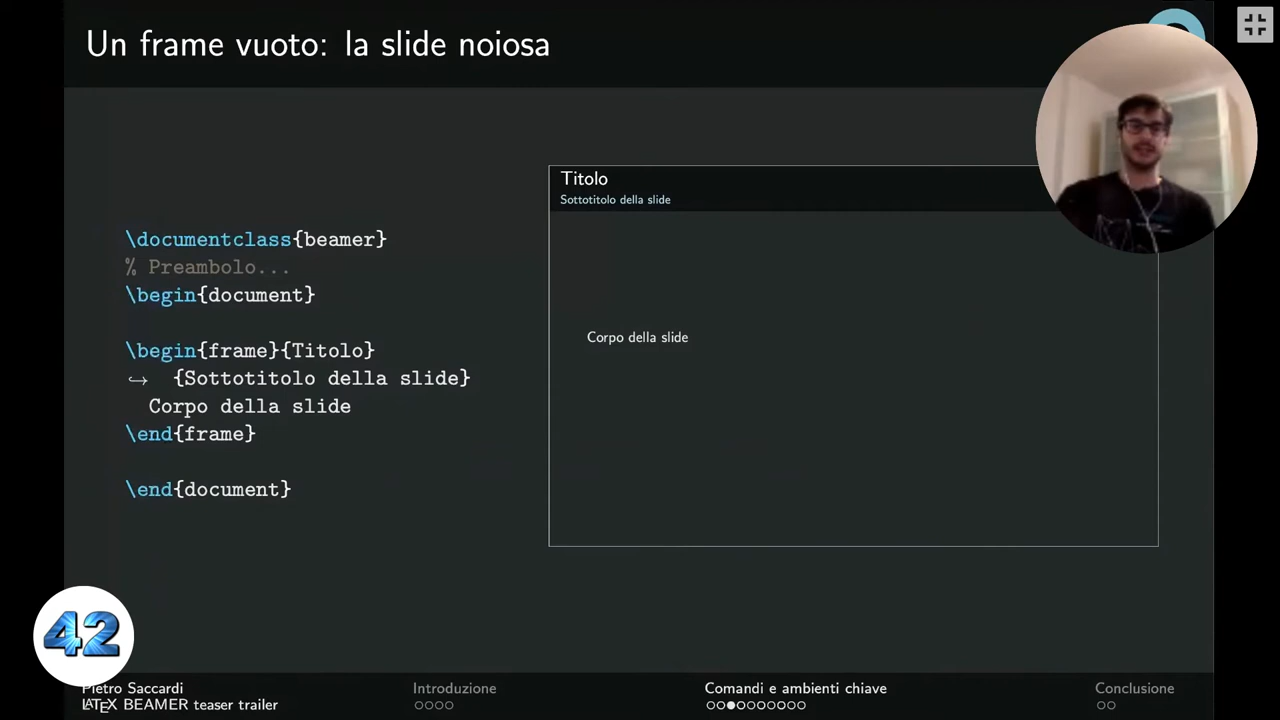 Un frame vuoto: la slide noiosa
\documentclass{beamer}
% Preambolo...
\begin{document}
\begin{frame}{Titolo}
↪ {Sottotitolo della slide}
Corpo della slide
\end{frame}
\end{document}
Titolo
Sottotitolo della slide
Corpo della slide
42
Pietro Saccardi
LATEX BEAMER teaser trailer
Introduzione
Comandi e ambienti chiave
Conclusione